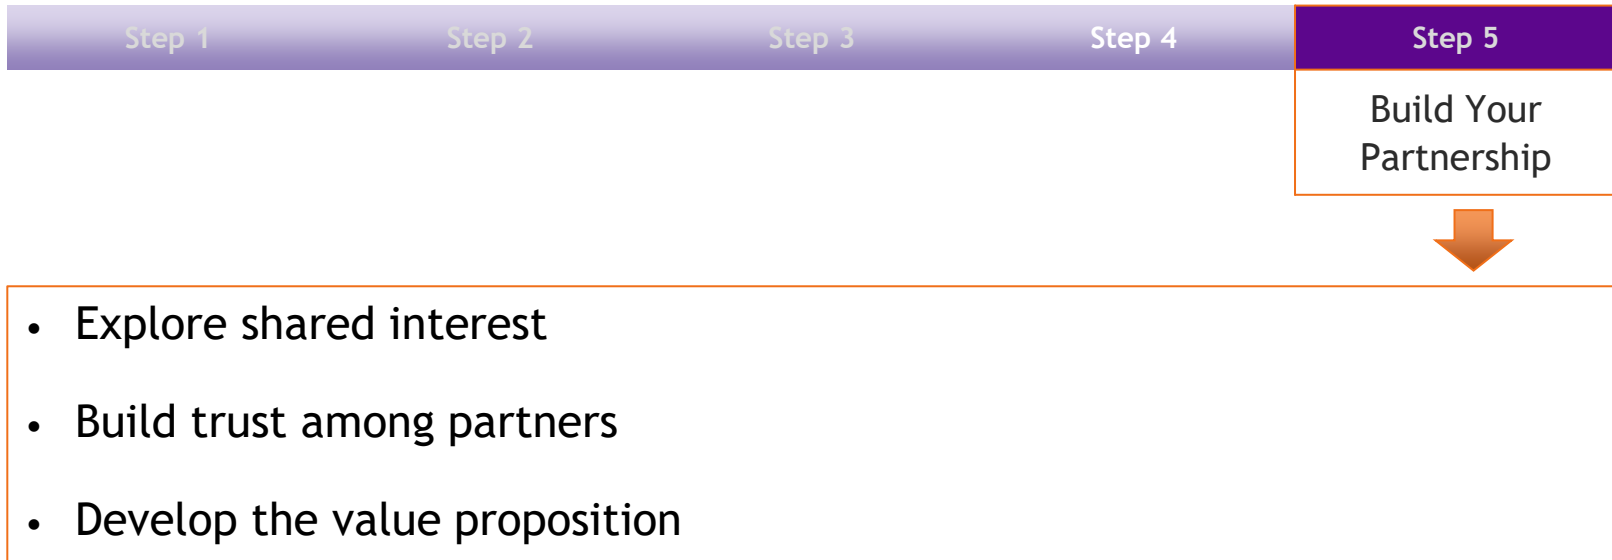 Step 1 Step 2 Step 3 Step 4 Step 5
Build Your
Partnership
• Explore shared interest
• Build trust among partners
• Develop the value proposition